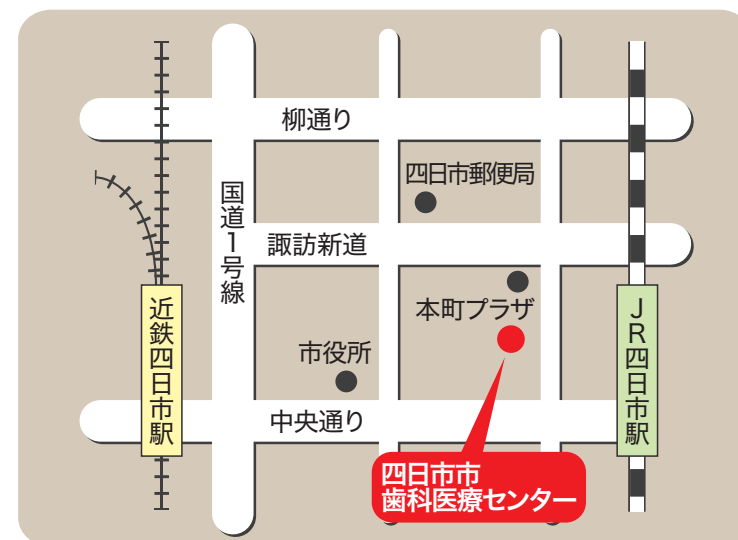 柳通り
四日市郵便局
国道1号線
諏訪新道
本町プラザ
近鉄四日市駅
JR四日市駅
市役所
中央通り
四日市市
歯科医療センター